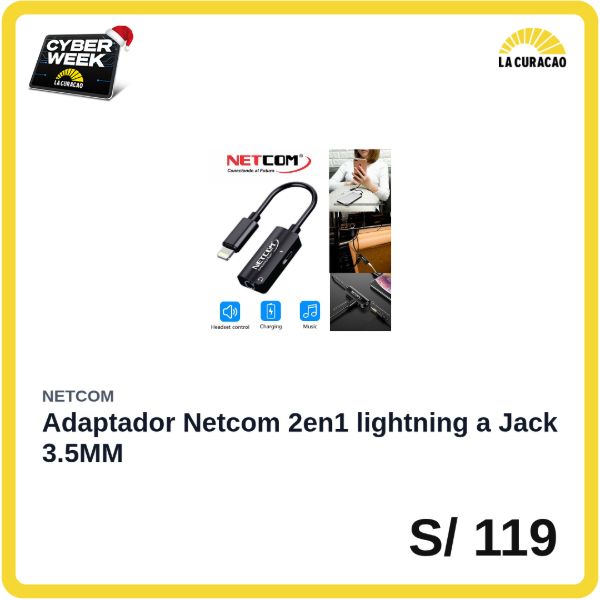 CYBER
WEEK
LA CURACAO
LA CURACAO
NETCOM®
Conectando al Futuro
NETCOM
Headset control
Charging
Music
NETCOM
Adaptador Netcom 2en1 lightning a Jack
3.5MM
S/ 119